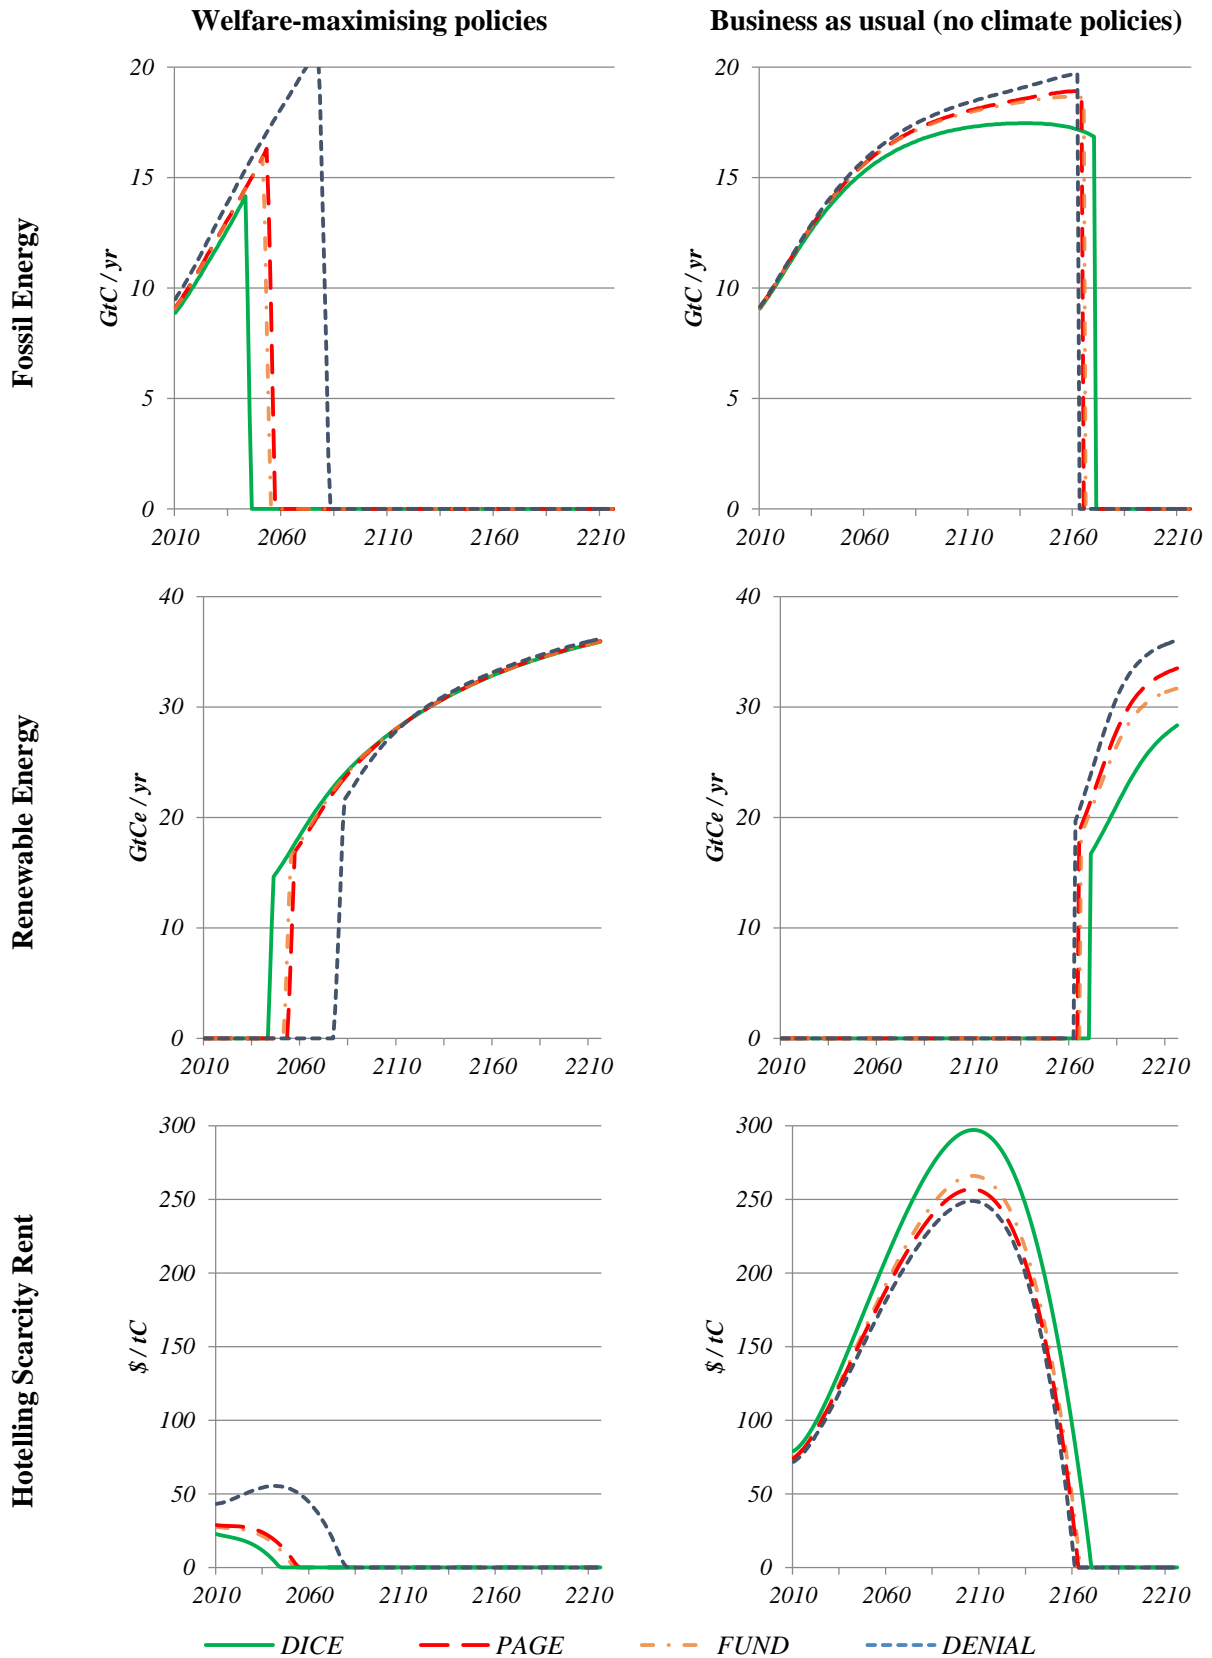 Welfare-maximising policies
Business as usual (no climate policies)
Fossil Energy
GtC / yr
20
15
10
5
0
2010 2060 2110 2160 2210
GtC / yr
20
15
10
5
0
2010 2060 2110 2160 2210
Renewable Energy
GtCe / yr
40
30
20
10
0
2010 2060 2110 2160 2210
GtCe / yr
40
30
20
10
0
2010 2060 2110 2160 2210
Hotelling Scarcity Rent
$ / tC
300
250
200
150
100
50
0
2010 2060 2110 2160 2210
$ / tC
300
250
200
150
100
50
0
2010 2060 2110 2160 2210
DICE PAGE FUND DENIAL